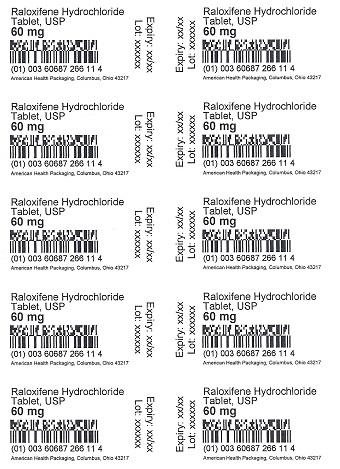 Raloxifene Hydrochloride
Tablet, USP
60 mg
(01) 003 60687 266 11 4
American Health Packaging, Columbus, Ohio 43217
Expiry: xx/xx
Lot: xxxxxx
Expiry: xx/xx
Lot: xxxxxx
Raloxifene Hydrochloride
Tablet, USP
60 mg
(01) 003 60687 266 11 4
American Health Packaging, Columbus, Ohio 43217
Raloxifene Hydrochloride
Tablet, USP
60 mg
(01) 003 60687 266 11 4
American Health Packaging, Columbus, Ohio 43217
Expiry: xx/xx
Lot: xxxxxx
Expiry: xx/xx
Lot: xxxxxx
Raloxifene Hydrochloride
Tablet, USP
60 mg
(01) 003 60687 266 11 4
American Health Packaging, Columbus, Ohio 43217
Raloxifene Hydrochloride
Tablet, USP
60 mg
(01) 003 60687 266 11 4
American Health Packaging, Columbus, Ohio 43217
Expiry: xx/xx
Lot: xxxxxx
Expiry: xx/xx
Lot: xxxxxx
Raloxifene Hydrochloride
Tablet, USP
60 mg
(01) 003 60687 266 11 4
American Health Packaging, Columbus, Ohio 43217
Raloxifene Hydrochloride
Tablet, USP
60 mg
(01) 003 60687 266 11 4
American Health Packaging, Columbus, Ohio 43217
Expiry: xx/xx
Lot: xxxxxx
Expiry: xx/xx
Lot: xxxxxx
Raloxifene Hydrochloride
Tablet, USP
60 mg
(01) 003 60687 266 11 4
American Health Packaging, Columbus, Ohio 43217
Raloxifene Hydrochloride
Tablet, USP
60 mg
(01) 003 60687 266 11 4
American Health Packaging, Columbus, Ohio 43217
Expiry: xx/xx
Lot: xxxxxx
Expiry: xx/xx
Lot: xxxxxx
Raloxifene Hydrochloride
Tablet, USP
60 mg
(01) 003 60687 266 11 4
American Health Packaging, Columbus, Ohio 43217